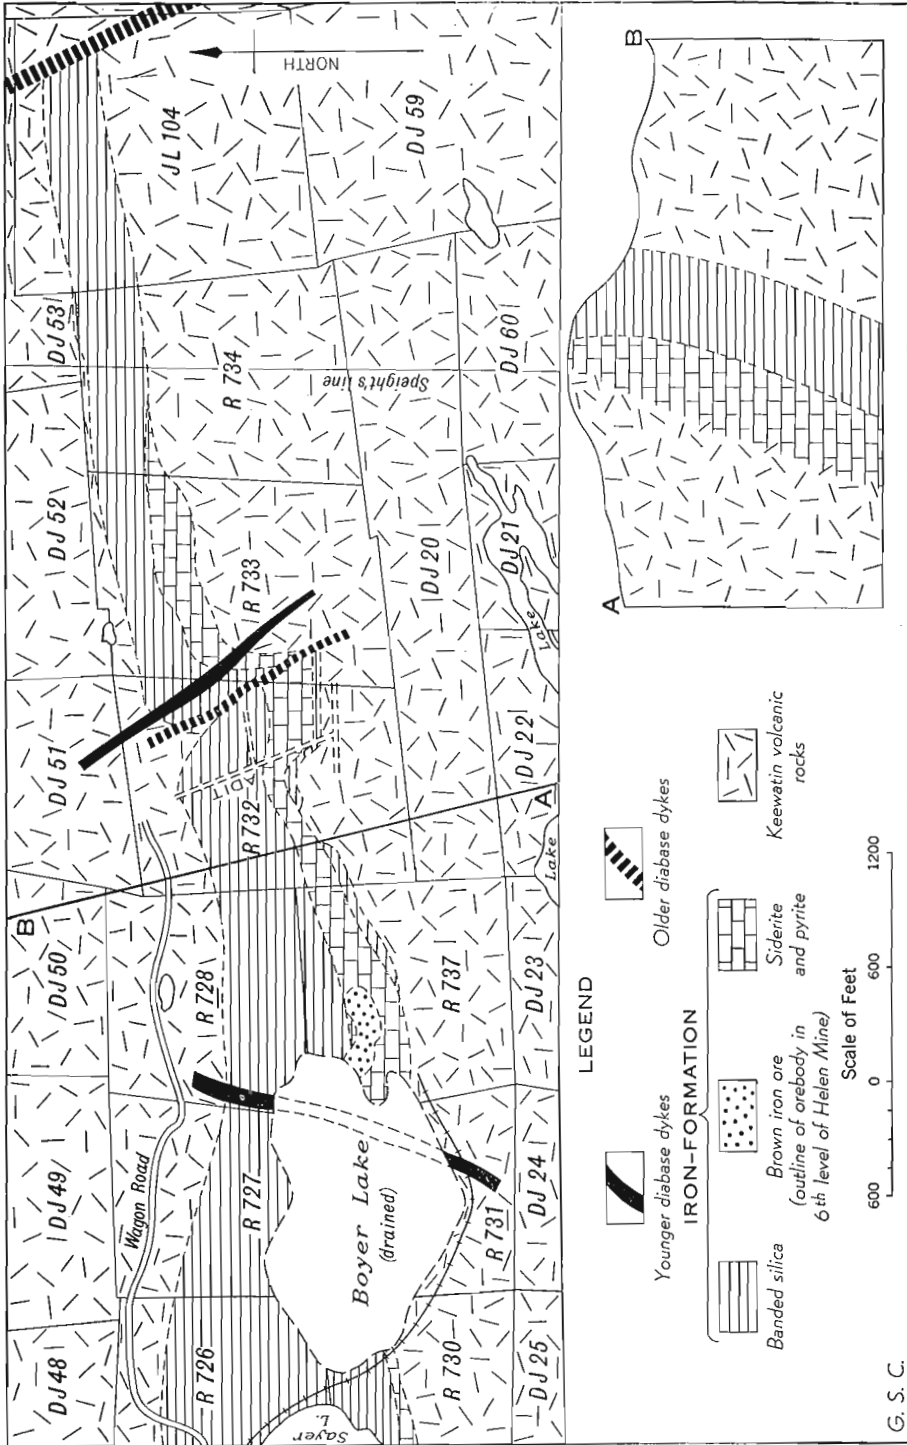 DJ 48
DJ 49
DJ 50
DJ 51
DJ 52
DJ 53
B
Wagon Road
R 726
R 727
R 728
R 732
ADIT
R 733
R 734
JL 104
NORTH
Sayer
L.
Boyer Lake
(drained)
R 730
R 731
R 737
DJ 20
Speight's line
DJ 59
DJ 25
DJ 24
DJ 23
Lake
A
DJ 22
Lake
DJ 21
DJ 60
LEGEND
Younger diabase dykes
Older diabase dykes
IRON-FORMATION
Banded silica
Brown iron ore
(outline of orebody in
6th level of Helen Mine)
Siderite
and pyrite
Keewatin volcanic
rocks
Scale of Feet
600
0
600
1200
A
B
G. S. C.